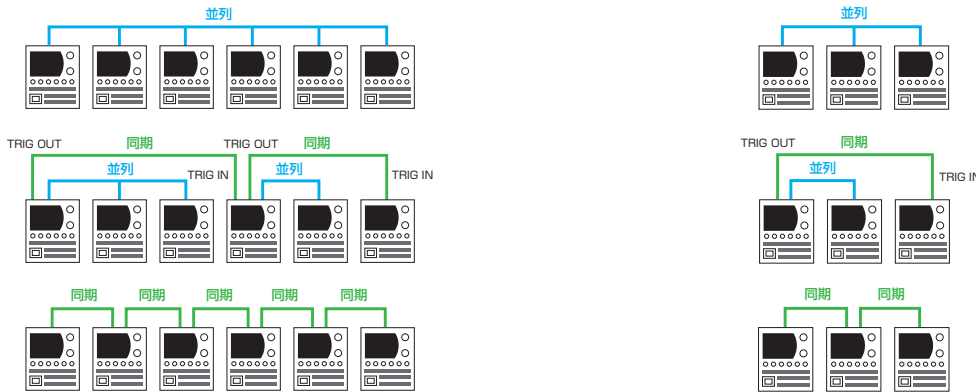 並列
並列
TRIG OUT 同期 TRIG OUT 同期
並列 TRIG IN 並列 TRIG IN
TRIG OUT 同期
並列 TRIG IN
同期 同期 同期 同期 同期
同期 同期